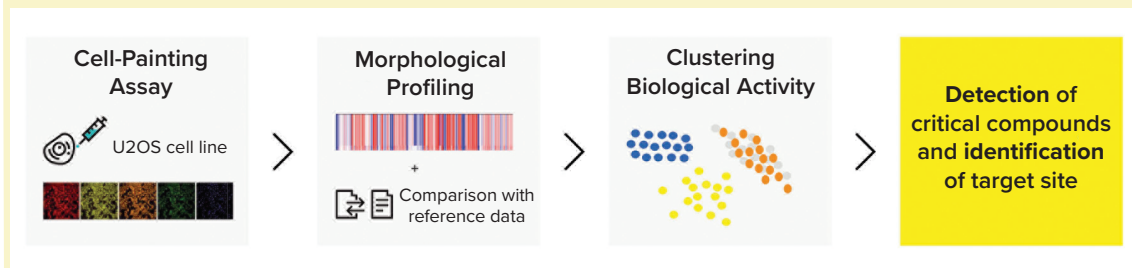 Cell-Painting
Assay
U2OS cell line
Morphological
Profiling
+
Comparison with
reference data
Clustering
Biological Activity
Detection of
critical compounds
and identification
of target site